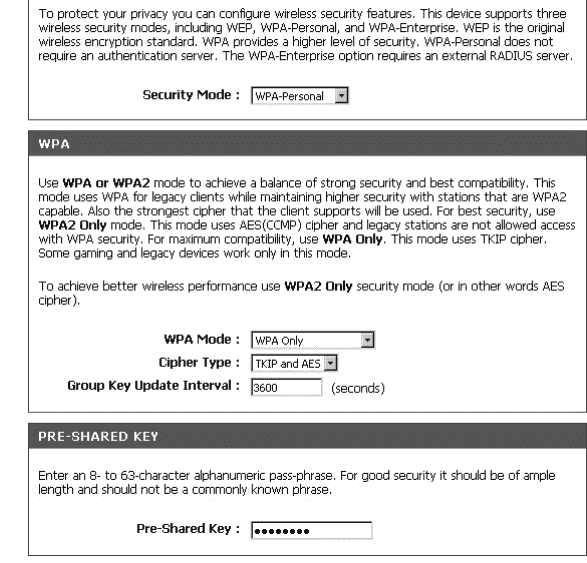 To protect your privacy you can configure wireless security features. This device supports three
wireless security modes, including WEP, WPA-Personal, and WPA-Enterprise. WEP is the original
wireless encryption standard. WPA provides a higher level of security. WPA-Personal does not
require an authentication server. The WPA-Enterprise option requires an external RADIUS server.
Security Mode : WPA-Personal
WPA
Use WPA or WPA2 mode to achieve a balance of strong security and best compatibility. This
mode uses WPA for legacy clients while maintaining higher security with stations that are WPA2
capable. Also the strongest cipher that the client supports will be used. For best security, use
WPA2 Only mode. This mode uses AES(CCMP) cipher and legacy stations are not allowed access
with WPA security. For maximum compatibility, use WPA Only. This mode uses TKIP cipher.
Some gaming and legacy devices work only in this mode.
To achieve better wireless performance use WPA2 Only security mode (or in other words AES
cipher).
WPA Mode : WPA Only
Cipher Type : TKIP and AES
Group Key Update Interval : 3600 (seconds)
PRE-SHARED KEY
Enter an 8- to 63-character alphanumeric pass-phrase. For good security it should be of ample
length and should not be a commonly known phrase.
Pre-Shared Key : ••••••••